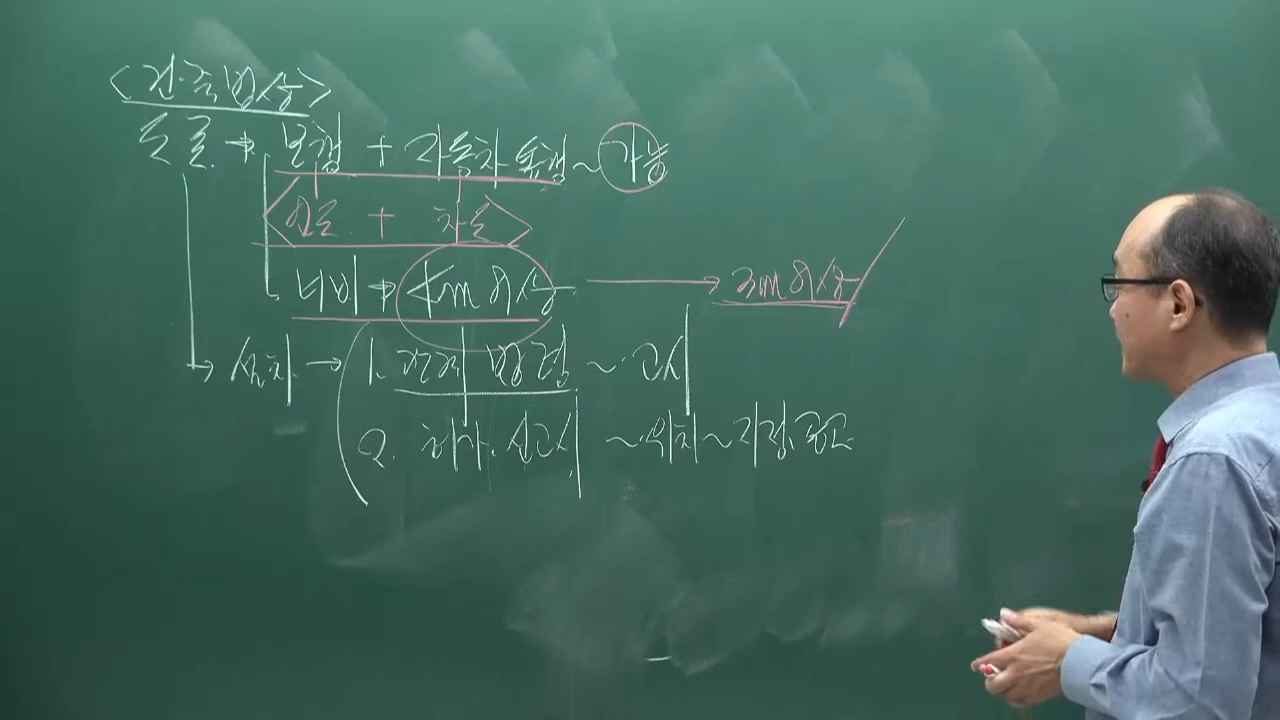 <건축법상>
도로 → 보행 + 자동차 통행 ~ 가능
<인도 + 차도>
너비 → 4m 이상 → 3m 이상
설치 → 1. 관계 법령 ~ 고시
2. 허가. 신고시 ~ 위치 ~ 지정.공고